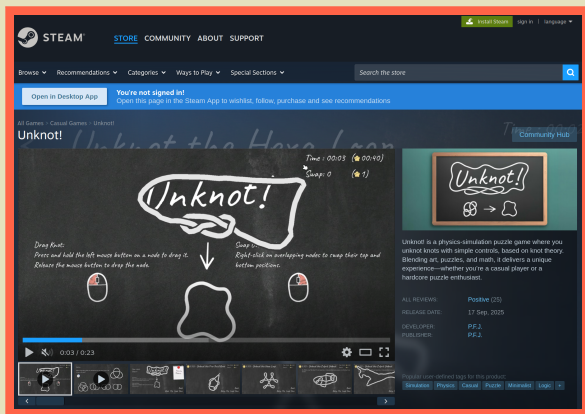 Install Steam sign in | language
STEAM®
STORE COMMUNITY ABOUT SUPPORT
Browse Recommendations Categories Ways to Play Special Sections
Search the store
Open in Desktop App
You're not signed in!
Open this page in the Steam App to wishlist, follow, purchase and see recommendations
All Games > Casual Games > Unknot!
Unknot!
Community Hub
Unknot the Hexa Loop
Time : 00:03 (00:40)
Swap: 0 (1)
Unknot!
Drag Knot:
Press and hold the left mouse button on a node to drag it.
Release the mouse button to drop the node.
Swap
Right-click on overlapping nodes to swap their top and
bottom positions.
0:03 / 0:23
Unknot!
Unknot! is a physics-simulation puzzle game where you
unknot knots with simple controls, based on knot theory.
Blending art, puzzles, and math, it delivers a unique
experience—whether you're a casual player or a
hardcore puzzle enthusiast.
ALL REVIEWS: Positive (25)
RELEASE DATE: 17 Sep, 2025
DEVELOPER: P.F.J.
PUBLISHER: P.F.J.
Popular user-defined tags for this product:
Simulation Physics Casual Puzzle Minimalist Logic +